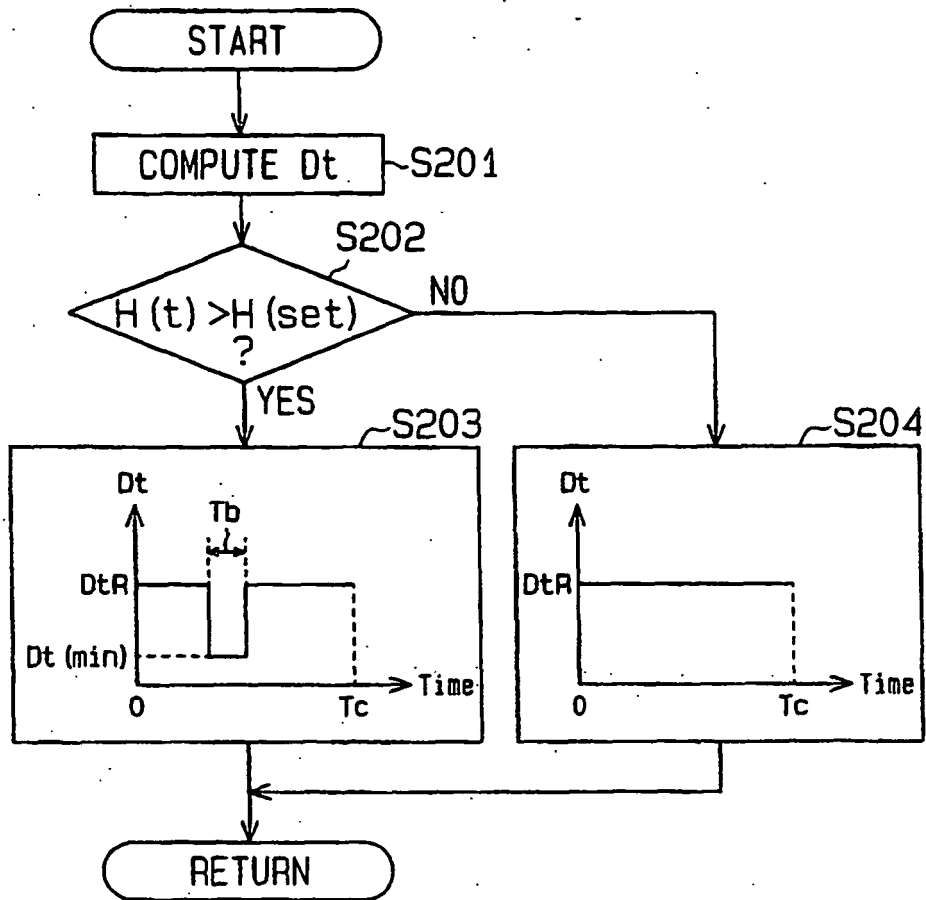 START
COMPUTE Dt
S201
S202
H(t)>H(set)
?
NO
YES
S203
Dt
Tb
DtR
Dt(min)
0
Tc
Time
S204
Dt
DtR
0
Tc
Time
RETURN